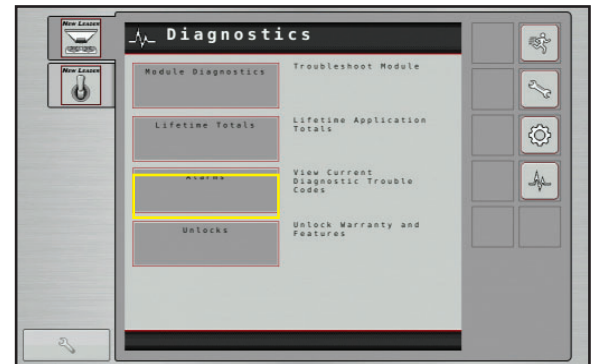 New Leader
New Leader
Diagnostics
Module Diagnostics
Troubleshoot Module
Lifetime Totals
Lifetime Application
Totals
Alarms
View Current
Diagnostic Trouble
Codes
Unlocks
Unlock Warranty and
Features